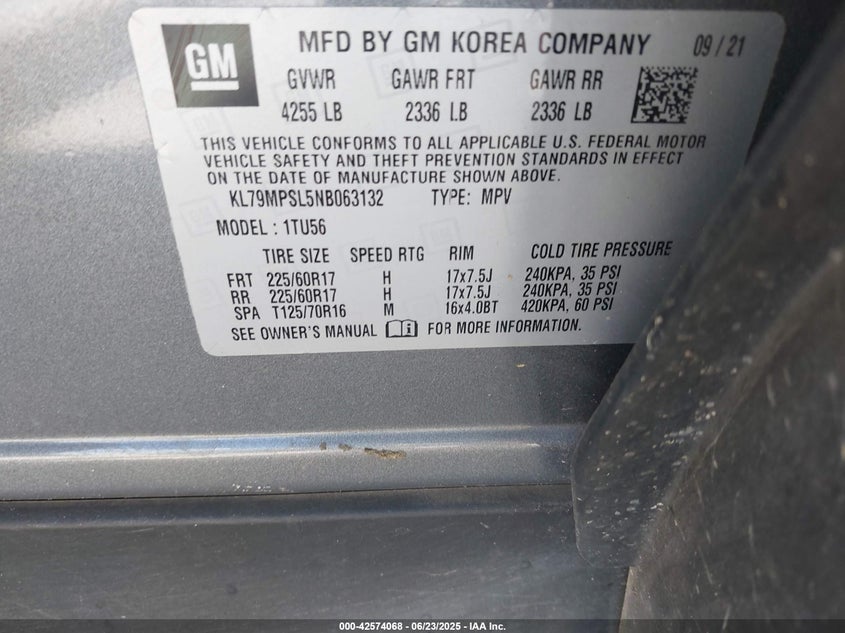 GM
MFD BY GM KOREA COMPANY 09 / 21
GVWR GAWR FRT GAWR RR
4255 LB 2336 LB 2336 LB
THIS VEHICLE CONFORMS TO ALL APPLICABLE U.S. FEDERAL MOTOR
VEHICLE SAFETY AND THEFT PREVENTION STANDARDS IN EFFECT
ON THE DATE OF MANUFACTURE SHOWN ABOVE.
KL79MPSL5NB063132 TYPE: MPV
MODEL : 1TU56
TIRE SIZE SPEED RTG RIM COLD TIRE PRESSURE
FRT 225/60R17 H 17x7.5J 240KPA, 35 PSI
RR 225/60R17 H 17x7.5J 240KPA, 35 PSI
SPA T125/70R16 M 16x4.0BT 420KPA, 60 PSI
SEE OWNER'S MANUAL FOR MORE INFORMATION.
000-42574068 - 06/23/2025 - IAA Inc.